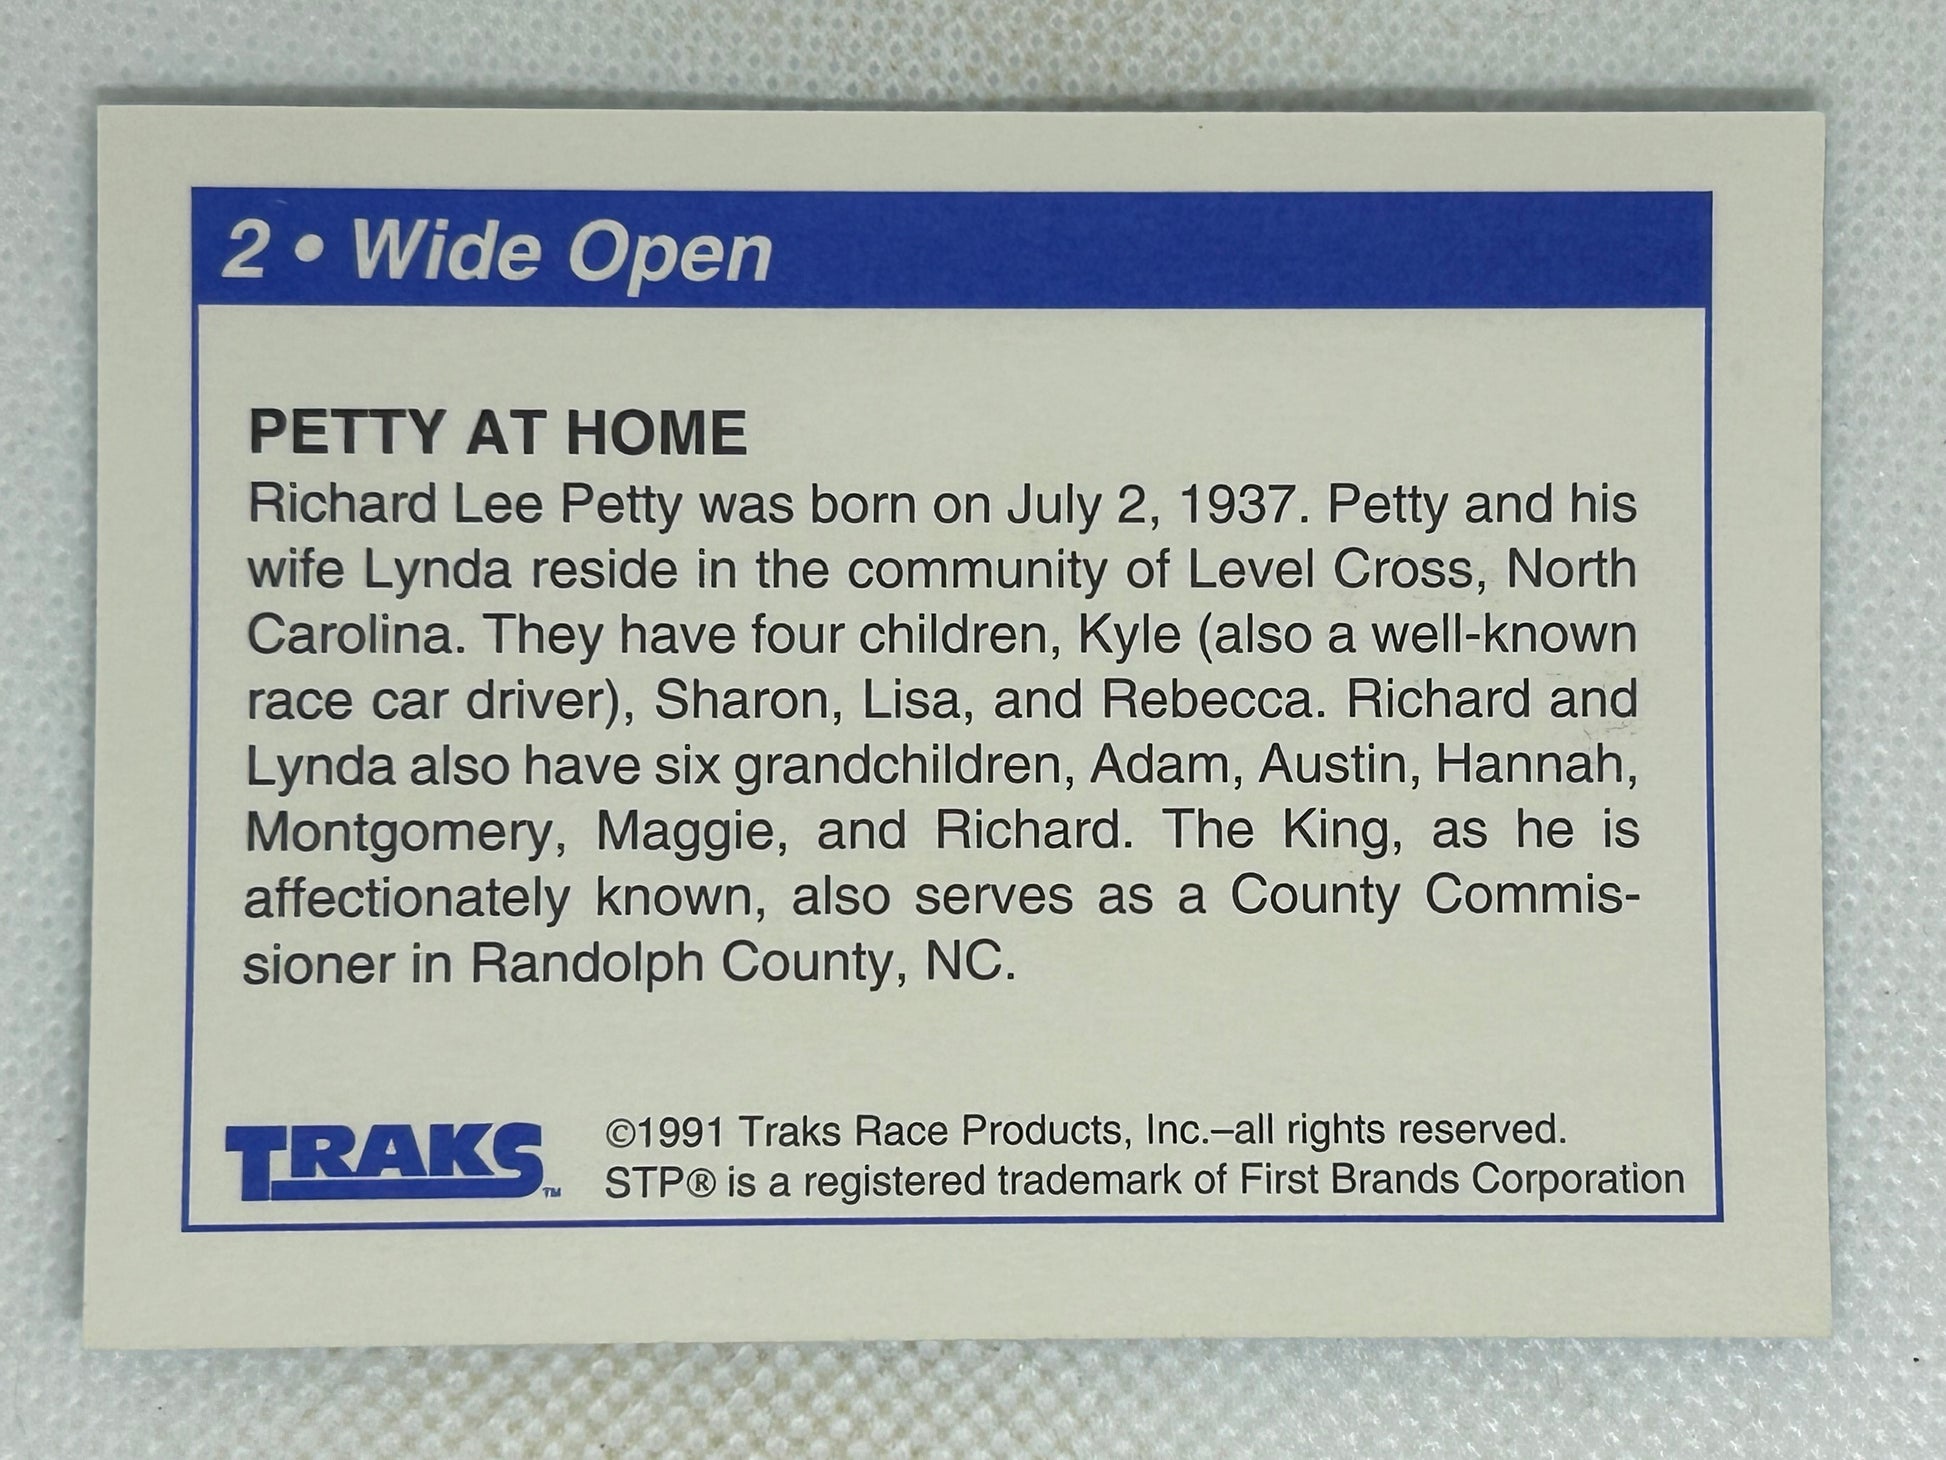 2 • Wide Open
PETTY AT HOME
Richard Lee Petty was born on July 2, 1937. Petty and his
wife Lynda reside in the community of Level Cross, North
Carolina. They have four children, Kyle (also a well-known
race car driver), Sharon, Lisa, and Rebecca. Richard and
Lynda also have six grandchildren, Adam, Austin, Hannah,
Montgomery, Maggie, and Richard. The King, as he is
affectionately known, also serves as a County Commis-
sioner in Randolph County, NC.
TRAKS™
©1991 Traks Race Products, Inc.–all rights reserved.
STP® is a registered trademark of First Brands Corporation